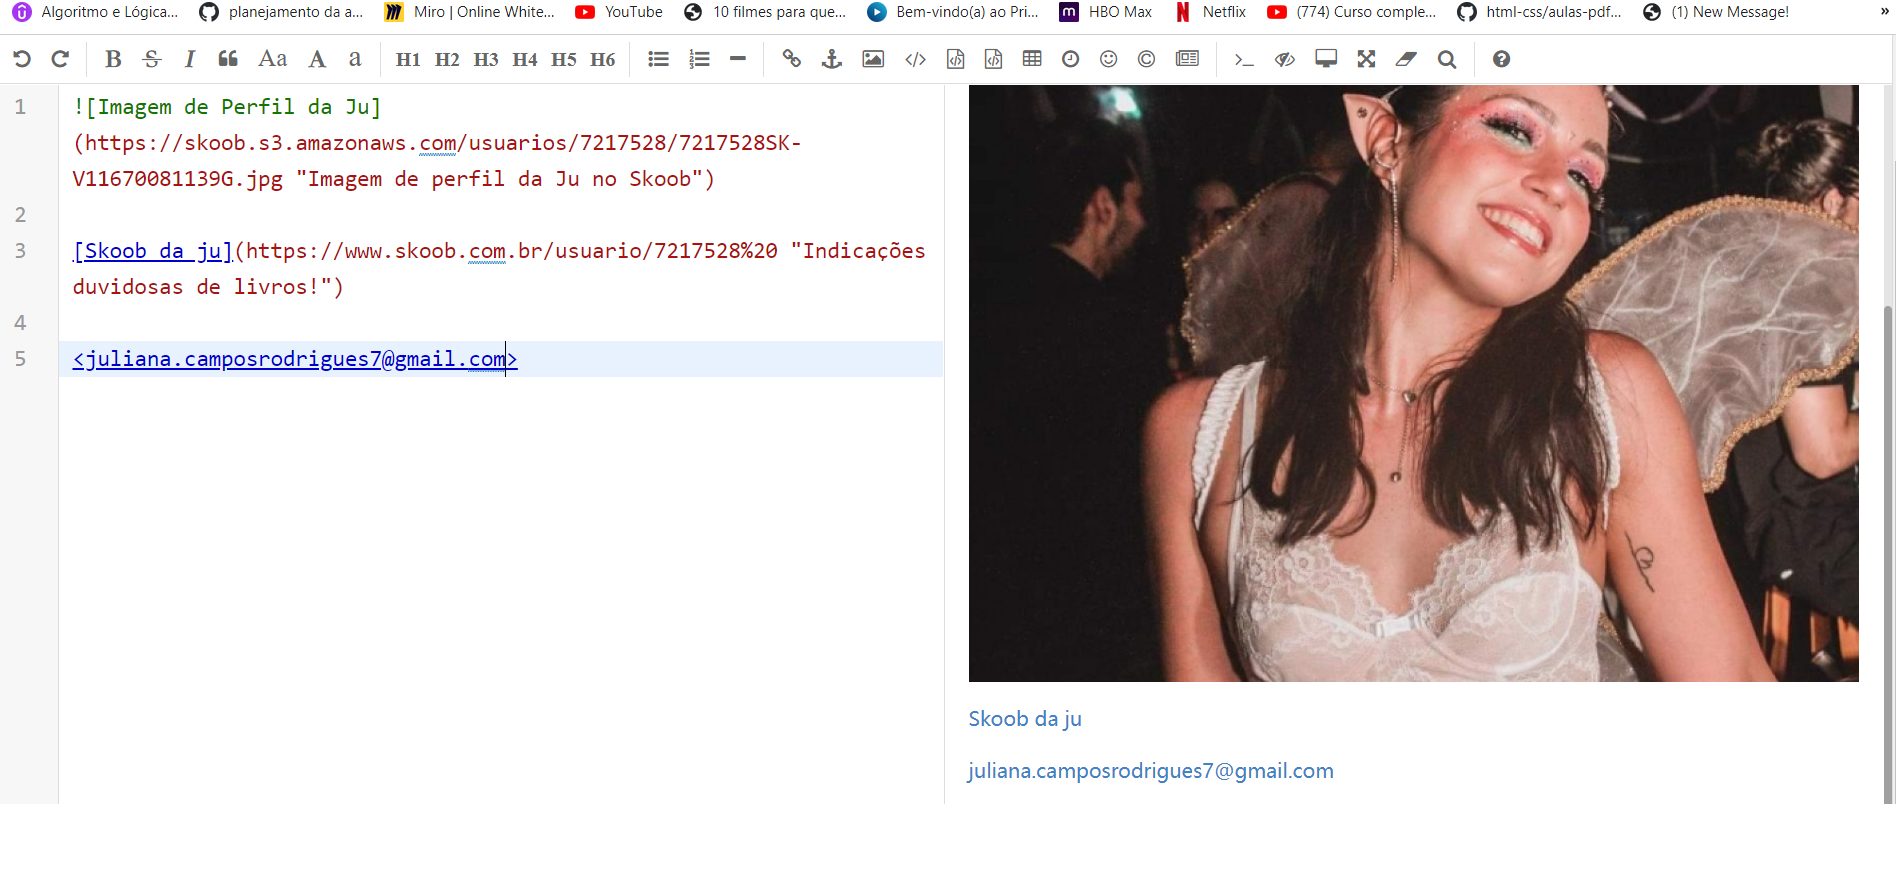 Algoritmo e Lógica... planejamento da a... Miro | Online White... YouTube 10 filmes para que... Bem-vindo(a) ao Pri... HBO Max Netflix (774) Curso comple... html-css/aulas-pdf... (1) New Message! »
B S I Aa A a H1 H2 H3 H4 H5 H6
1 ![Imagem de Perfil da Ju]
(https://skoob.s3.amazonaws.com/usuarios/7217528/7217528SK-
V11670081139G.jpg "Imagem de perfil da Ju no Skoob")
2
3 [Skoob da ju](https://www.skoob.com.br/usuario/7217528%20 "Indicações
duvidosas de livros!")
4
5 <juliana.camposrodrigues7@gmail.com>
Skoob da ju
juliana.camposrodrigues7@gmail.com